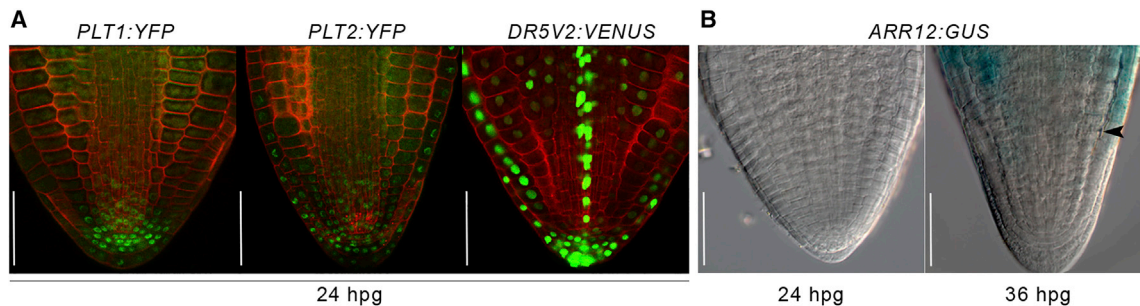 A
PLT1:YFP PLT2:YFP DR5V2:VENUS
24 hpg
B
ARR12:GUS
24 hpg 36 hpg